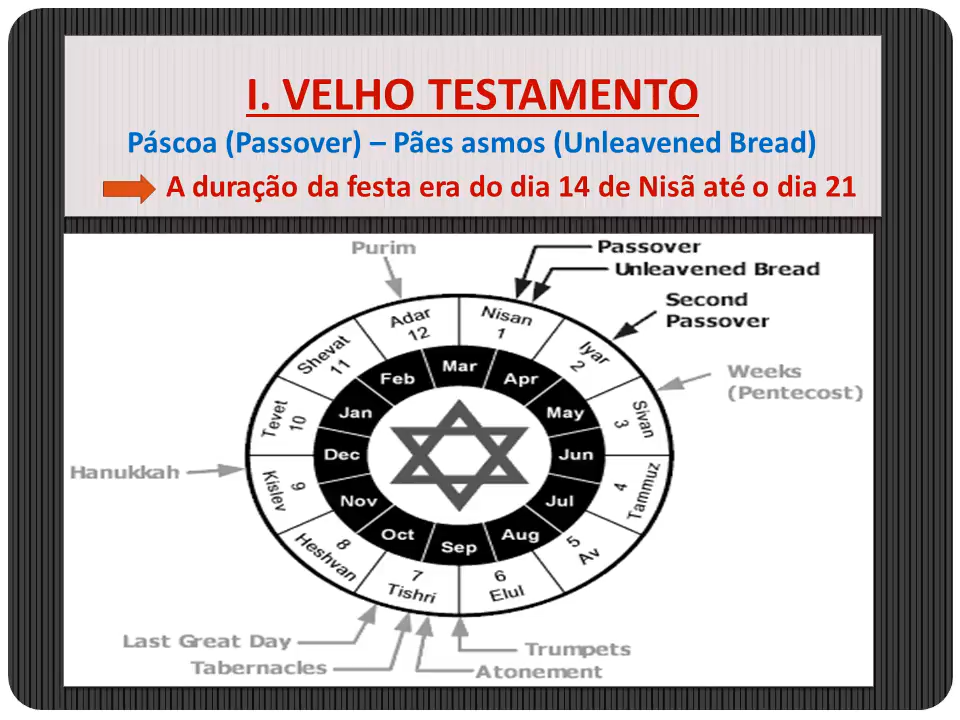 I. VELHO TESTAMENTO
Páscoa (Passover) – Pães asmos (Unleavened Bread)
A duração da festa era do dia 14 de Nisã até o dia 21
Purim
Passover
Unleavened Bread
Second
Passover
Weeks
(Pentecost)
Hanukkah
Last Great Day
Tabernacles
Trumpets
Atonement
Nisan
1
Iyar
2
Sivan
3
Tammuz
4
Av
5
Elul
6
Tishri
7
Heshvan
8
Kislev
9
Tevet
10
Shevat
11
Adar
12
Mar
Apr
May
Jun
Jul
Aug
Sep
Oct
Nov
Dec
Jan
Feb